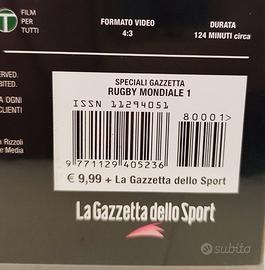 T FILM
PER
TUTTI
FORMATO VIDEO
4:3
DURATA
124 MINUTI circa
ERVED.
BITED.
A OGNI
CLIENTI
Rizzoli
e Media
SPECIALI GAZZETTA
RUGBY MONDIALE 1
ISSN 11294051
80001>
9 771129 405236
€ 9,99 + La Gazzetta dello Sport
La Gazzetta dello Sport
subito